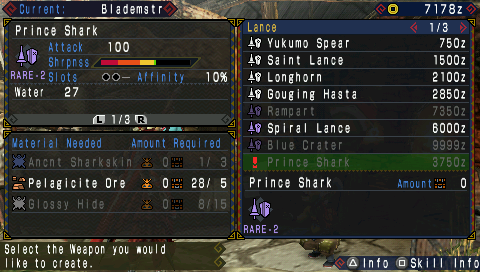 Current: Blademstr
7178z
Prince Shark
Attack 100
Shrpnss
RARE-2
Slots Affinity 10%
Water 27
L 1/3 R
Material Needed Amount Required
Ancnt Sharkskin 0 1/ 3
Pelagicite Ore 0 28/ 5
Glossy Hide 0 8/15
Select the Weapon you would
like to create.
Lance 1/3
Yukumo Spear 750z
Saint Lance 1500z
Longhorn 2100z
Gouging Hasta 2850z
Rampart 7350z
Spiral Lance 6000z
Blue Crater 9999z
Prince Shark 3750z
Prince Shark Amount 0
RARE-2
Info Skill Info